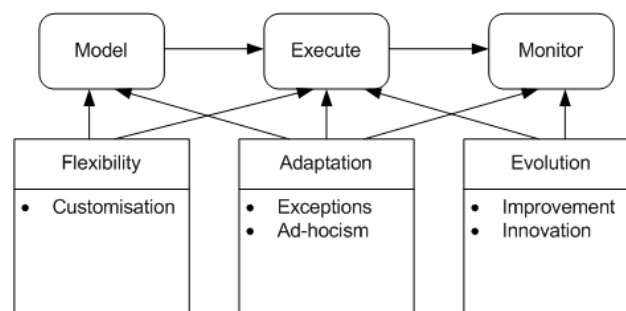 Model
Execute
Monitor
Flexibility
Adaptation
Evolution
• Customisation
• Exceptions
• Ad-hocism
• Improvement
• Innovation